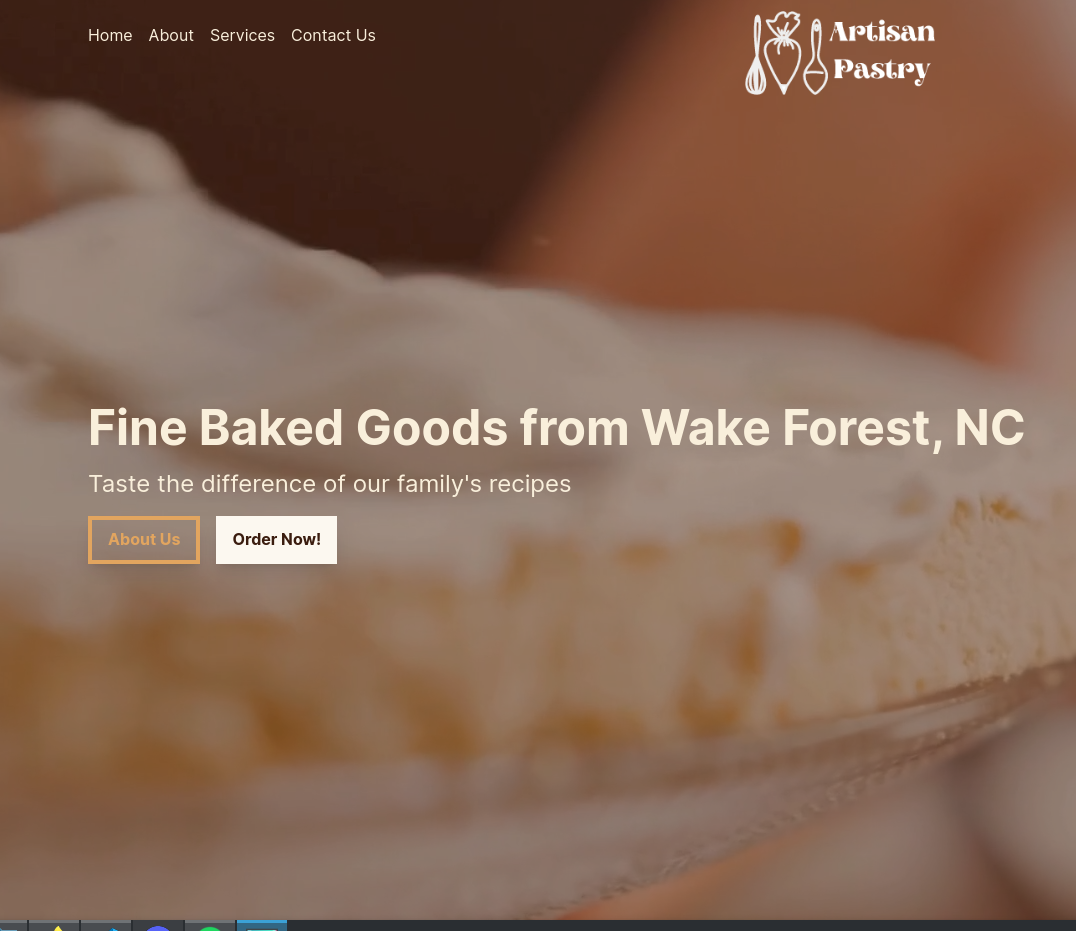 Home About Services Contact Us
Artisan
Pastry
Fine Baked Goods from Wake Forest, NC
Taste the difference of our family's recipes
About Us Order Now!